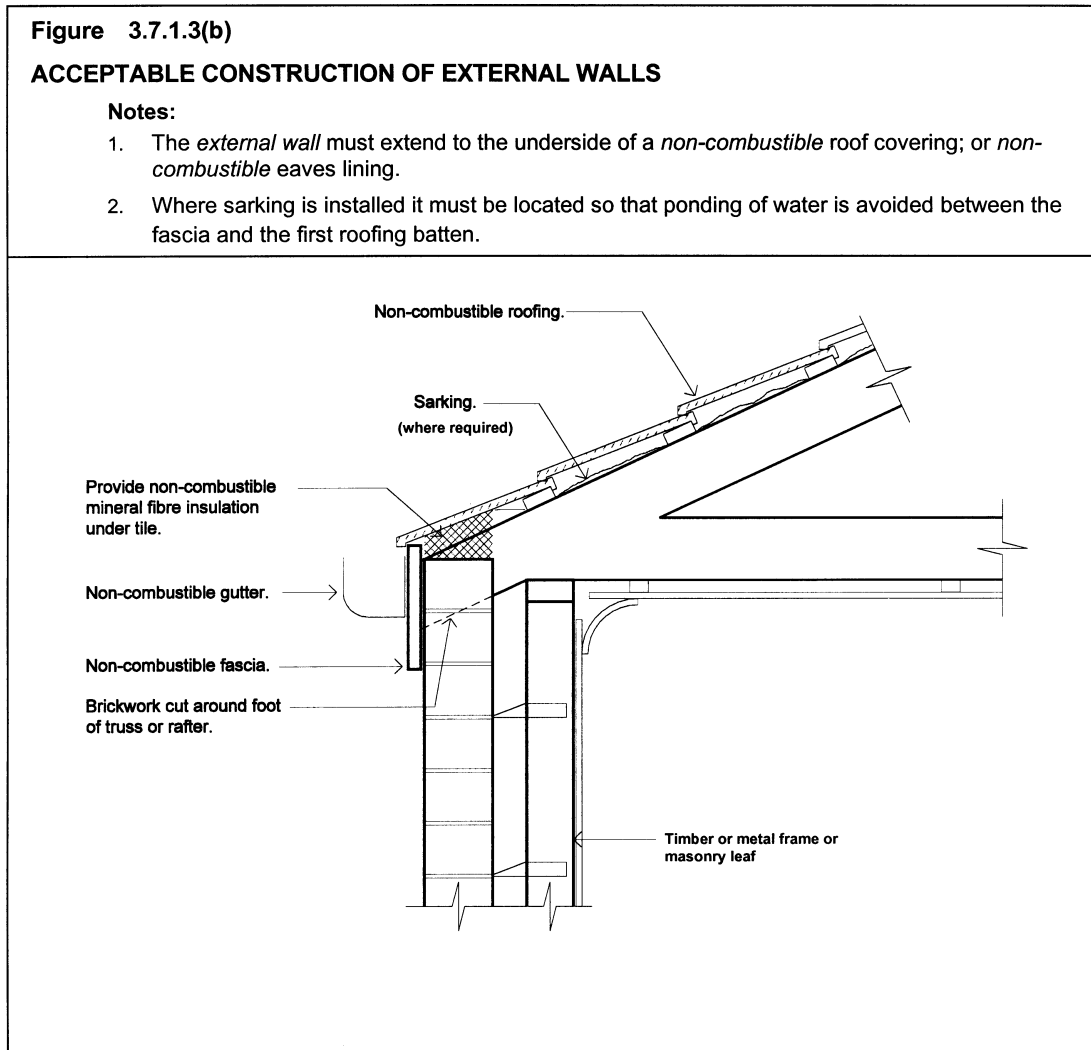 Figure 3.7.1.3(b)
ACCEPTABLE CONSTRUCTION OF EXTERNAL WALLS
Notes:
1. The external wall must extend to the underside of a non-combustible roof covering; or non-
combustible eaves lining.
2. Where sarking is installed it must be located so that ponding of water is avoided between the
fascia and the first roofing batten.
Non-combustible roofing.
Sarking.
(where required)
Provide non-combustible
mineral fibre insulation
under tile.
Non-combustible gutter.
Non-combustible fascia.
Brickwork cut around foot
of truss or rafter.
Timber or metal frame or
masonry leaf